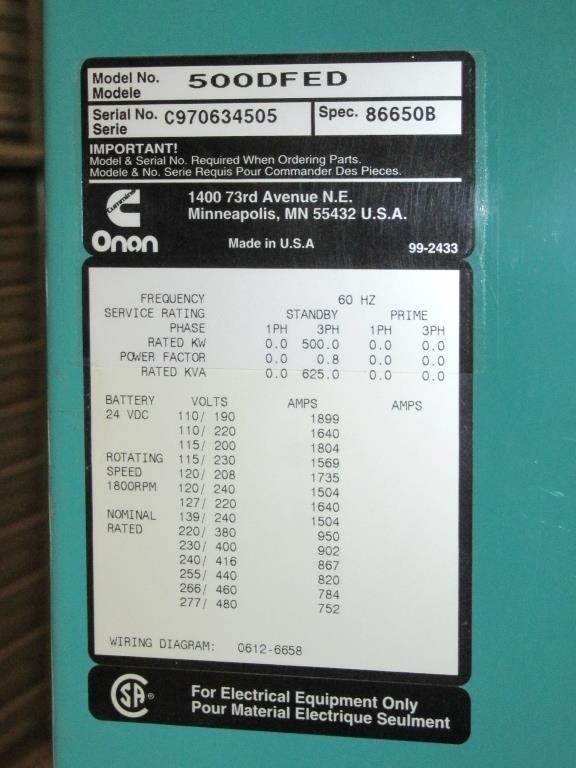 Model No. 500DFED
Modele
Serial No. C970634505 Spec. 86650B
Serie
IMPORTANT!
Model & Serial No. Required When Ordering Parts.
Modele & No. Serie Requis Pour Commander Des Pieces.
Cummins
1400 73rd Avenue N.E.
Minneapolis, MN 55432 U.S.A.
Onan Made in U.S.A 99-2433
FREQUENCY 60 HZ
SERVICE RATING STANDBY PRIME
PHASE 1PH 3PH 1PH 3PH
RATED KW 0.0 500.0 0.0 0.0
POWER FACTOR 0.0 0.8 0.0 0.0
RATED KVA 0.0 625.0 0.0 0.0
BATTERY VOLTS AMPS AMPS
24 VDC 110/ 190 1899
110/ 220 1640
115/ 200 1804
ROTATING 115/ 230 1569
SPEED 120/ 208 1735
1800RPM 120/ 240 1504
127/ 220 1640
NOMINAL 139/ 240 1504
RATED 220/ 380 950
230/ 400 902
240/ 416 867
255/ 440 820
266/ 460 784
277/ 480 752
WIRING DIAGRAM: 0612-6658
SA ®
For Electrical Equipment Only
Pour Material Electrique Seulment